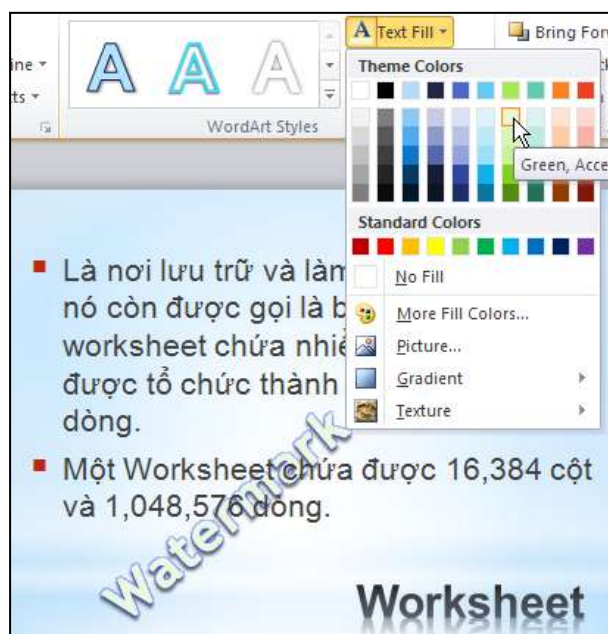 A Text Fill
Bring For
ine
ts
A A A
WordArt Styles
Theme Colors
Green, Acce
Standard Colors
No Fill
More Fill Colors...
Picture...
Gradient
Texture
Là nơi lưu trữ và làm
nó còn được gọi là b
worksheet chứa nhiề
được tổ chức thành
dòng.
Một Worksheet chứa được 16,384 cột
và 1,048,576 dòng.
Watermark
Worksheet